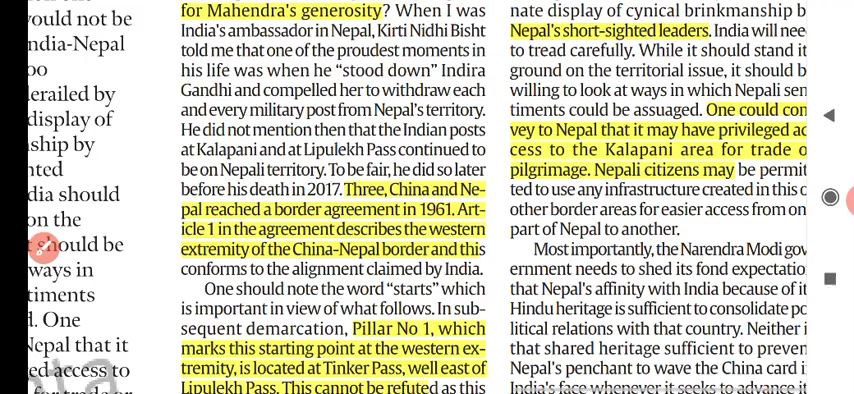 vould not be
ndia-Nepal
oo
erailed by
display of
ship by
nted
dia should
on the
should be
ways in
timents
d. One
Nepal that it
ed access to
for trade or
for Mahendra's generosity? When I was
India's ambassador in Nepal, Kirti Nidhi Bisht
told me that one of the proudest moments in
his life was when he "stood down" Indira
Gandhi and compelled her to withdraw each
and every military post from Nepal's territory.
He did not mention then that the Indian posts
at Kalapani and at Lipulekh Pass continued to
be on Nepali territory. To be fair, he did so later
before his death in 2017. Three, China and Ne-
pal reached a border agreement in 1961. Art-
icle 1 in the agreement describes the western
extremity of the China-Nepal border and this
conforms to the alignment claimed by India.
One should note the word "starts" which
is important in view of what follows. In sub-
sequent demarcation, Pillar No 1, which
marks this starting point at the western ex-
tremity, is located at Tinker Pass, well east of
Lipulekh Pass. This cannot be refuted as this
nate display of cynical brinkmanship b
Nepal's short-sighted leaders. India will nee
to tread carefully. While it should stand it
ground on the territorial issue, it should b
willing to look at ways in which Nepali sen
timents could be assuaged. One could con
vey to Nepal that it may have privileged ac
cess to the Kalapani area for trade o
pilgrimage. Nepali citizens may be permit
ted to use any infrastructure created in this o
other border areas for easier access from on
part of Nepal to another.
Most importantly, the Narendra Modi gov
ernment needs to shed its fond expectatio
that Nepal's affinity with India because of it
Hindu heritage is sufficient to consolidate po
litical relations with that country. Neither i
that shared heritage sufficient to preven
Nepal's penchant to wave the China card i
India's face whenever it seeks to advance it